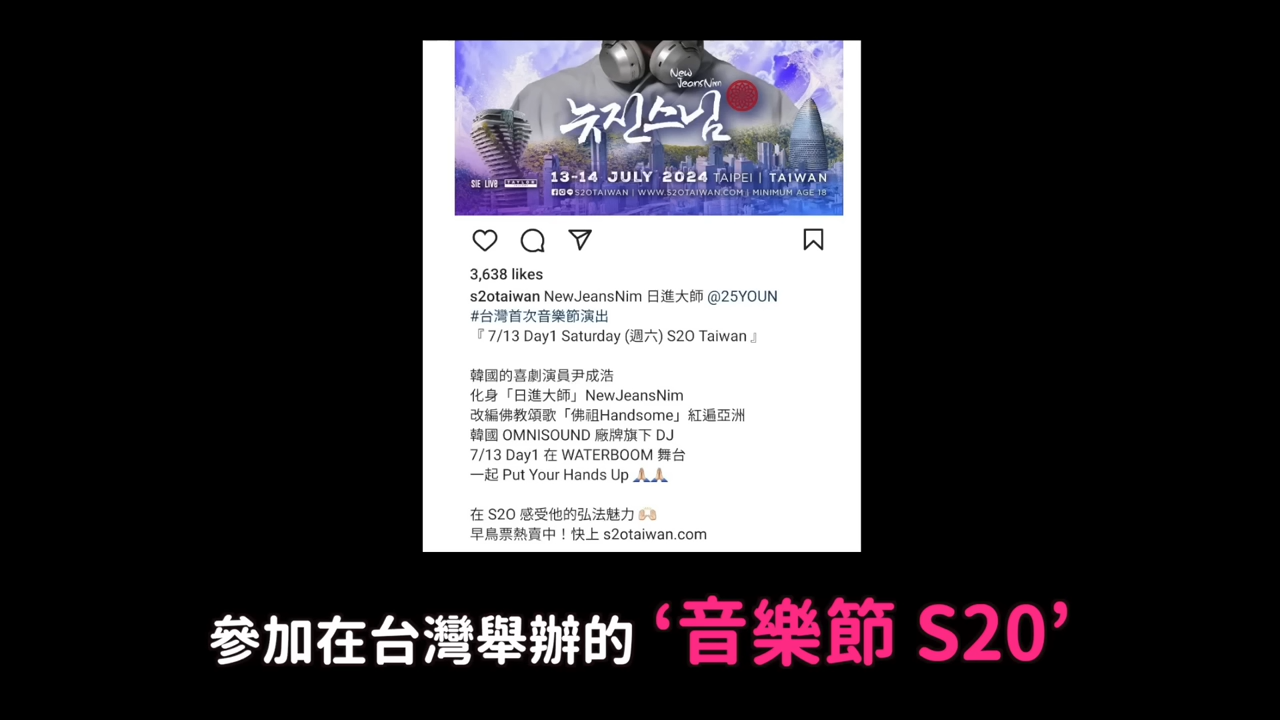 New
JeansNim
뉴진스님
SIE LIVE
13-14 JULY 2024 TAIPEI | TAIWAN
S2OTAIWAN | WWW.S2OTAIWAN.COM | MINIMUM AGE 18
3,638 likes
s2otaiwan NewJeansNim 日進大師 @25YOUN
#台灣首次音樂節演出
『 7/13 Day1 Saturday (週六) S2O Taiwan 』
韓國的喜劇演員尹成浩
化身「日進大師」NewJeansNim
改編佛教頌歌「佛祖Handsome」紅遍亞洲
韓國 OMNISOUND 廠牌旗下 DJ
7/13 Day1 在 WATERBOOM 舞台
一起 Put Your Hands Up 🙏🏻🙏🏻
在 S2O 感受他的弘法魅力 🙌🏻
早鳥票熱賣中！快上 s2otaiwan.com
參加在台灣舉辦的 ‘音樂節 S20’